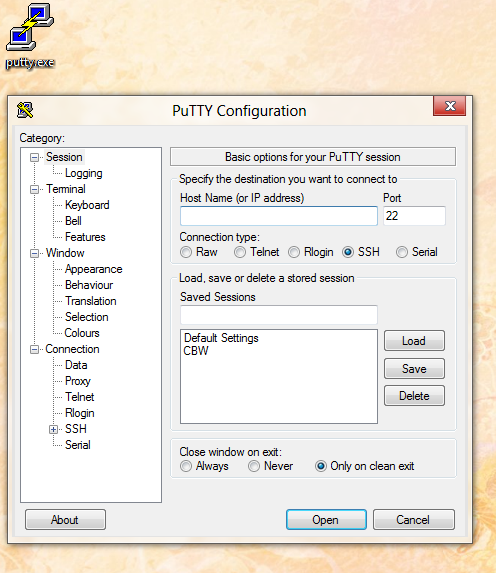 putty.exe
PuTTY Configuration
Category:
Session
Logging
Terminal
Keyboard
Bell
Features
Window
Appearance
Behaviour
Translation
Selection
Colours
Connection
Data
Proxy
Telnet
Rlogin
SSH
Serial
Basic options for your PuTTY session
Specify the destination you want to connect to
Host Name (or IP address) Port
22
Connection type:
Raw Telnet Rlogin SSH Serial
Load, save or delete a stored session
Saved Sessions
Default Settings
CBW
Load
Save
Delete
Close window on exit:
Always Never Only on clean exit
About Open Cancel